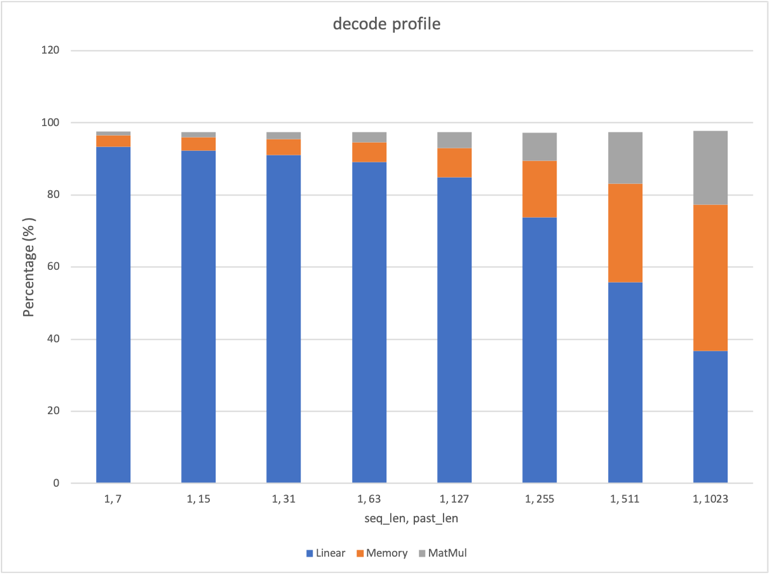 decode profile
120
100
80
60
40
20
0
Percentage (%)
1, 7 1, 15 1, 31 1, 63 1, 127 1, 255 1, 511 1, 1023
seq_len, past_len
Linear Memory MatMul